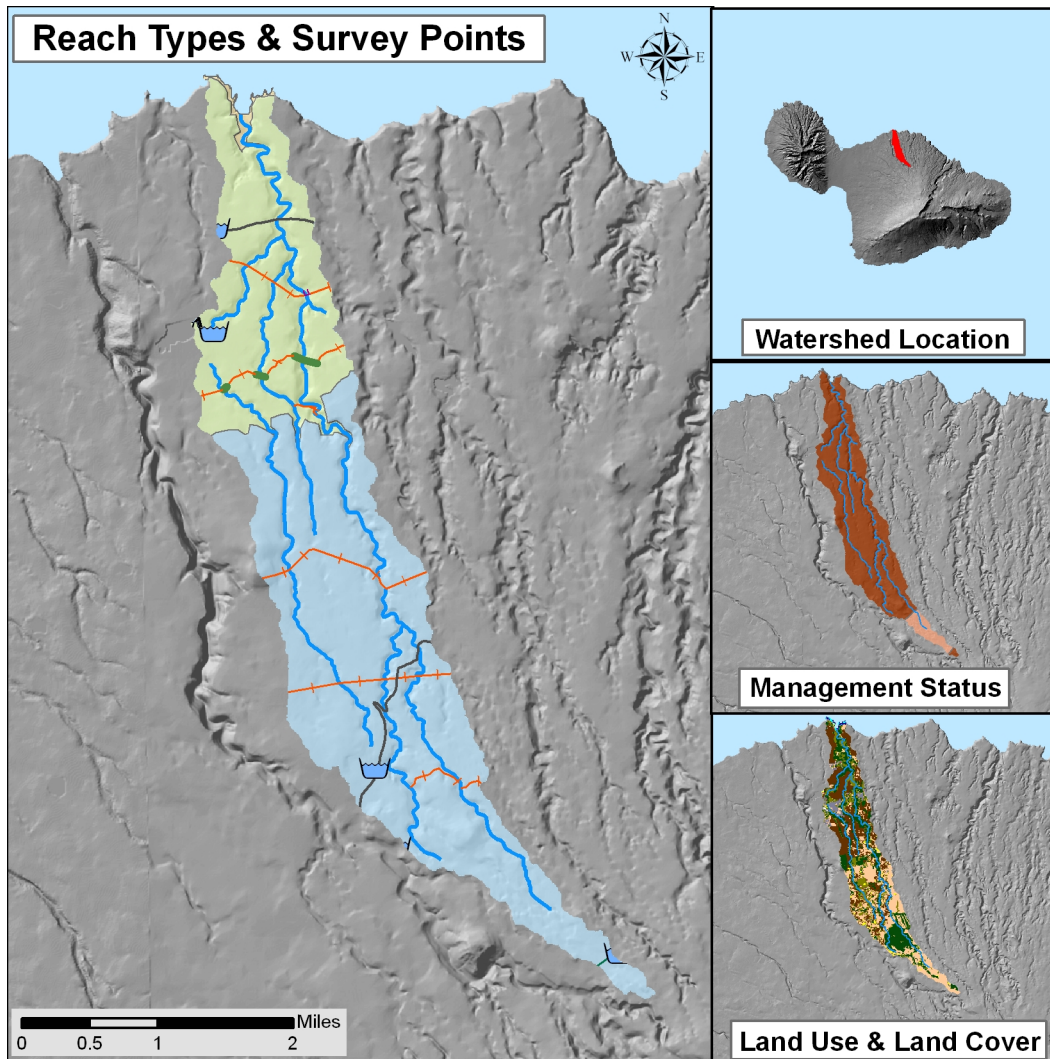 Reach Types & Survey Points
N
W
E
S
Watershed Location
Management Status
Land Use & Land Cover
Miles
0
0.5
1
2